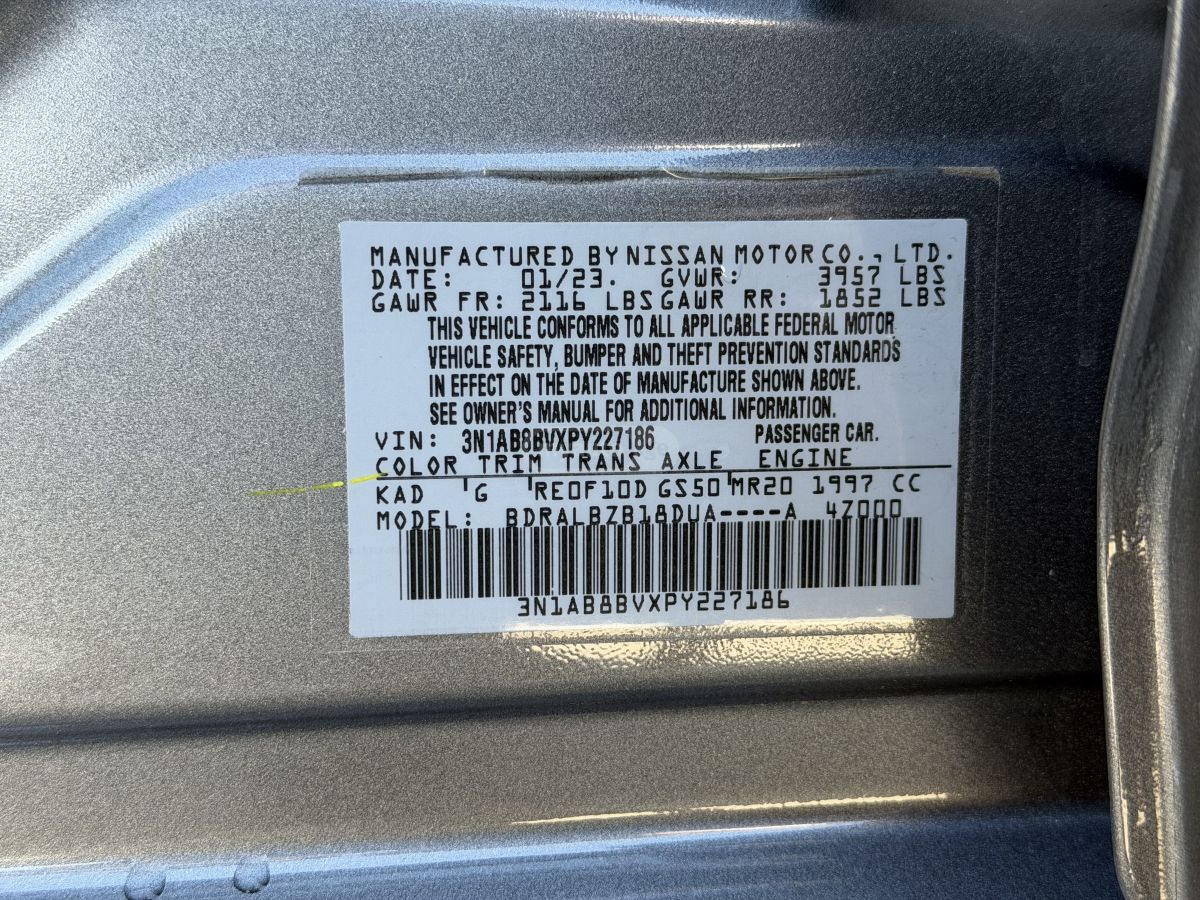 MANUFACTURED BY NISSAN MOTOR CO., LTD.
DATE: 01/23. GVWR: 3957 LBS
GAWR FR: 2116 LBS GAWR RR: 1852 LBS
THIS VEHICLE CONFORMS TO ALL APPLICABLE FEDERAL MOTOR
VEHICLE SAFETY, BUMPER AND THEFT PREVENTION STANDARDS
IN EFFECT ON THE DATE OF MANUFACTURE SHOWN ABOVE.
SEE OWNER'S MANUAL FOR ADDITIONAL INFORMATION.
VIN: 3N1AB8BVXPY227186 PASSENGER CAR.
COLOR TRIM TRANS AXLE ENGINE
KAD G RE0F10D GS50 MR20 1997 CC
MODEL: BDRALBZB18DUA----A 4Z000
3N1AB8BVXPY227186